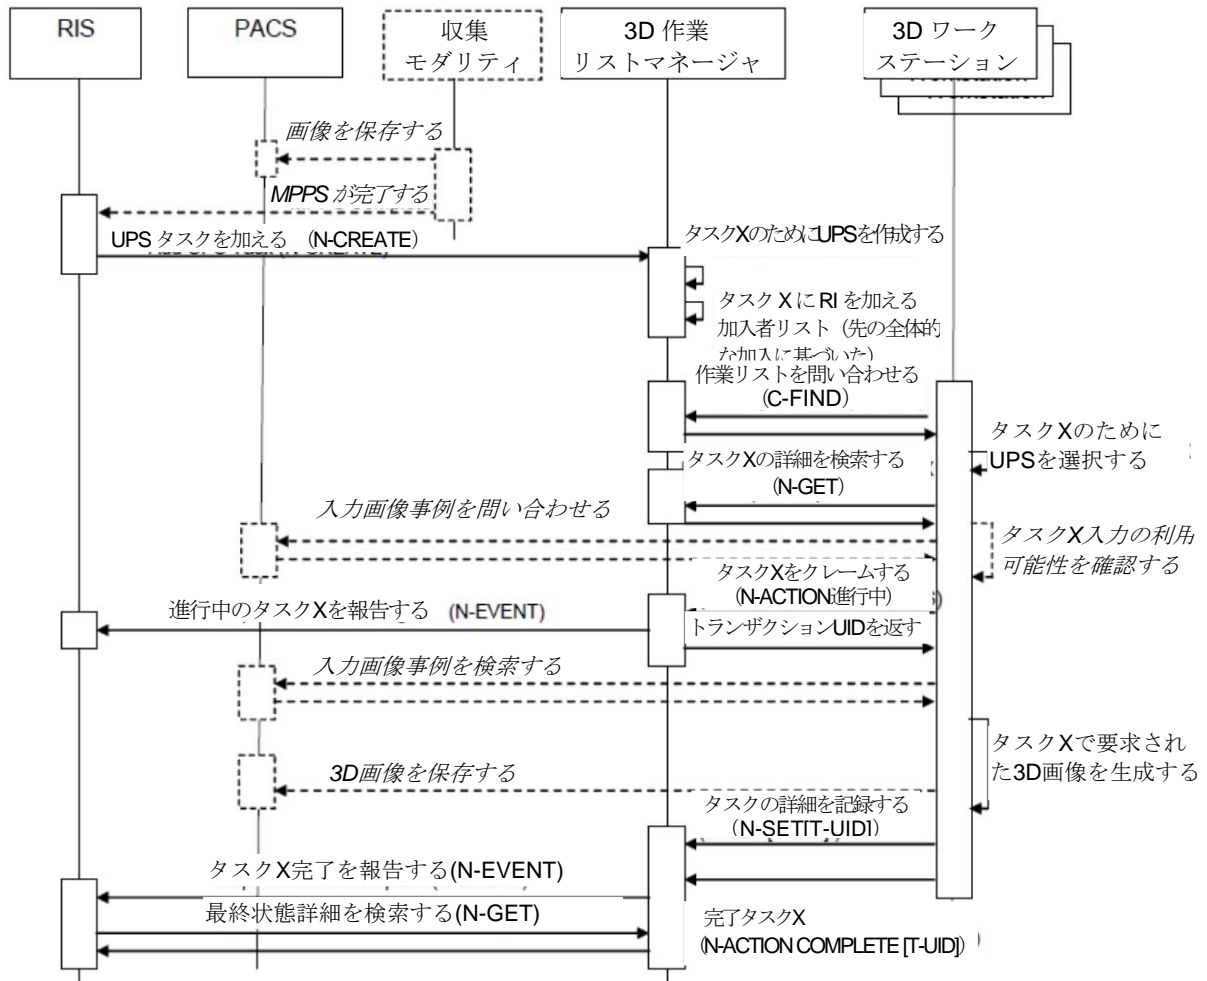 RIS
PACS
収集
モダリティ
3D 作業
リストマネージャ
3D ワーク
ステーション
画像を保存する
MPPS が完了する
UPS タスクを加える (N-CREATE)
タスクXのためにUPSを作成する
タスク X に RI を加える
加入者リスト（先の全体的
な加入に基づいた）
作業リストを問い合わせる
(C-FIND)
タスクXのために
UPSを選択する
タスクXの詳細を検索する
(N-GET)
入力画像事例を問い合わせる
タスクX入力の利用
可能性を確認する
タスクXをクレームする
(N-ACTION進行中)
進行中のタスクXを報告する (N-EVENT)
トランザクションUIDを返す
入力画像事例を検索する
タスクXで要求され
た3D画像を生成する
3D画像を保存する
タスクの詳細を記録する
(N-SET[T-UID])
タスクX完了を報告する(N-EVENT)
最終状態詳細を検索する(N-GET)
完了タスクX
(N-ACTION COMPLETE [T-UID])